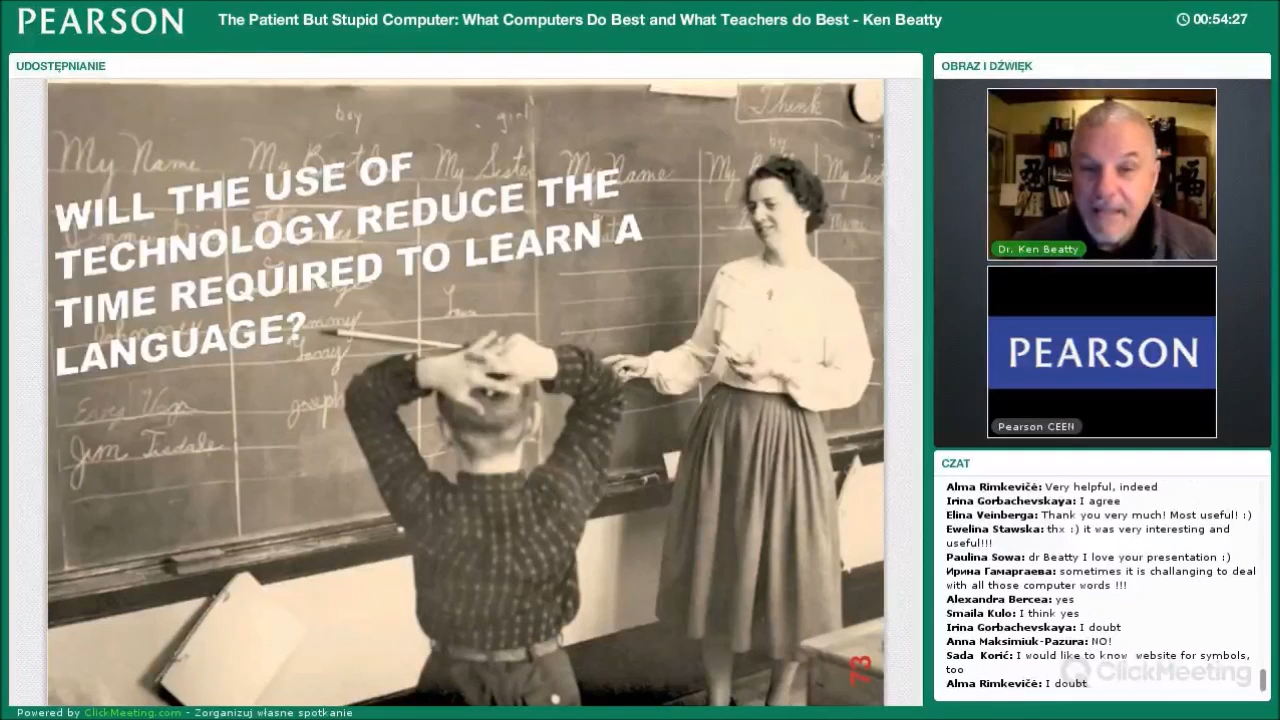 PEARSON
The Patient But Stupid Computer: What Computers Do Best and What Teachers do Best - Ken Beatty
00:54:27
UDOSTĘPNIANIE
boy
girl
Think
My Name
My Sister
My Name
WILL THE USE OF
TECHNOLOGY REDUCE THE
TIME REQUIRED TO LEARN A
LANGUAGE?
Jim Tisdale
73
OBRAZ I DŹWIĘK
Dr. Ken Beatty
PEARSON
Pearson CEEN
CZAT
Alma Rimkevičė: Very helpful, indeed
Irina Gorbachevskaya: I agree
Elina Veinberga: Thank you very much! Most useful! :)
Ewelina Stawska: thx :) it was very interesting and
useful!!!
Paulina Sowa: dr Beatty I love your presentation :)
Ирина Гамаргаева: sometimes it is challanging to deal
with all those computer words !!!
Alexandra Bercea: yes
Smaila Kulo: I think yes
Irina Gorbachevskaya: I doubt
Anna Maksimiuk-Pazura: NO!
Sada Korić: I would like to know website for symbols,
too
Alma Rimkevičė: I doubt
ClickMeeting
Powered by ClickMeeting.com - Zorganizuj własne spotkanie